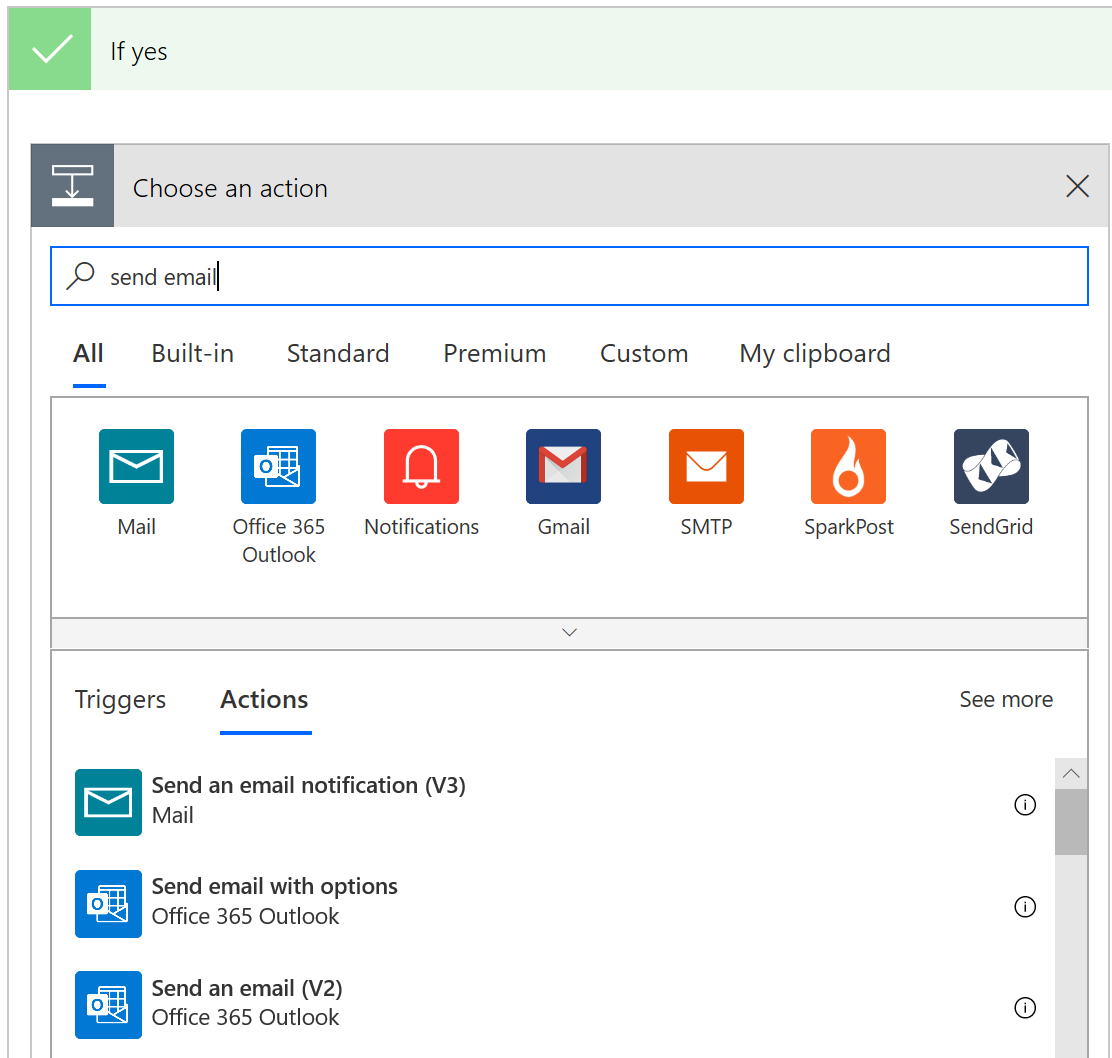 If yes
Choose an action
send email
All Built-in Standard Premium Custom My clipboard
Mail Office 365 Notifications Gmail SMTP SparkPost SendGrid
Outlook
Triggers Actions See more
Send an email notification (V3)
Mail
Send email with options
Office 365 Outlook
Send an email (V2)
Office 365 Outlook